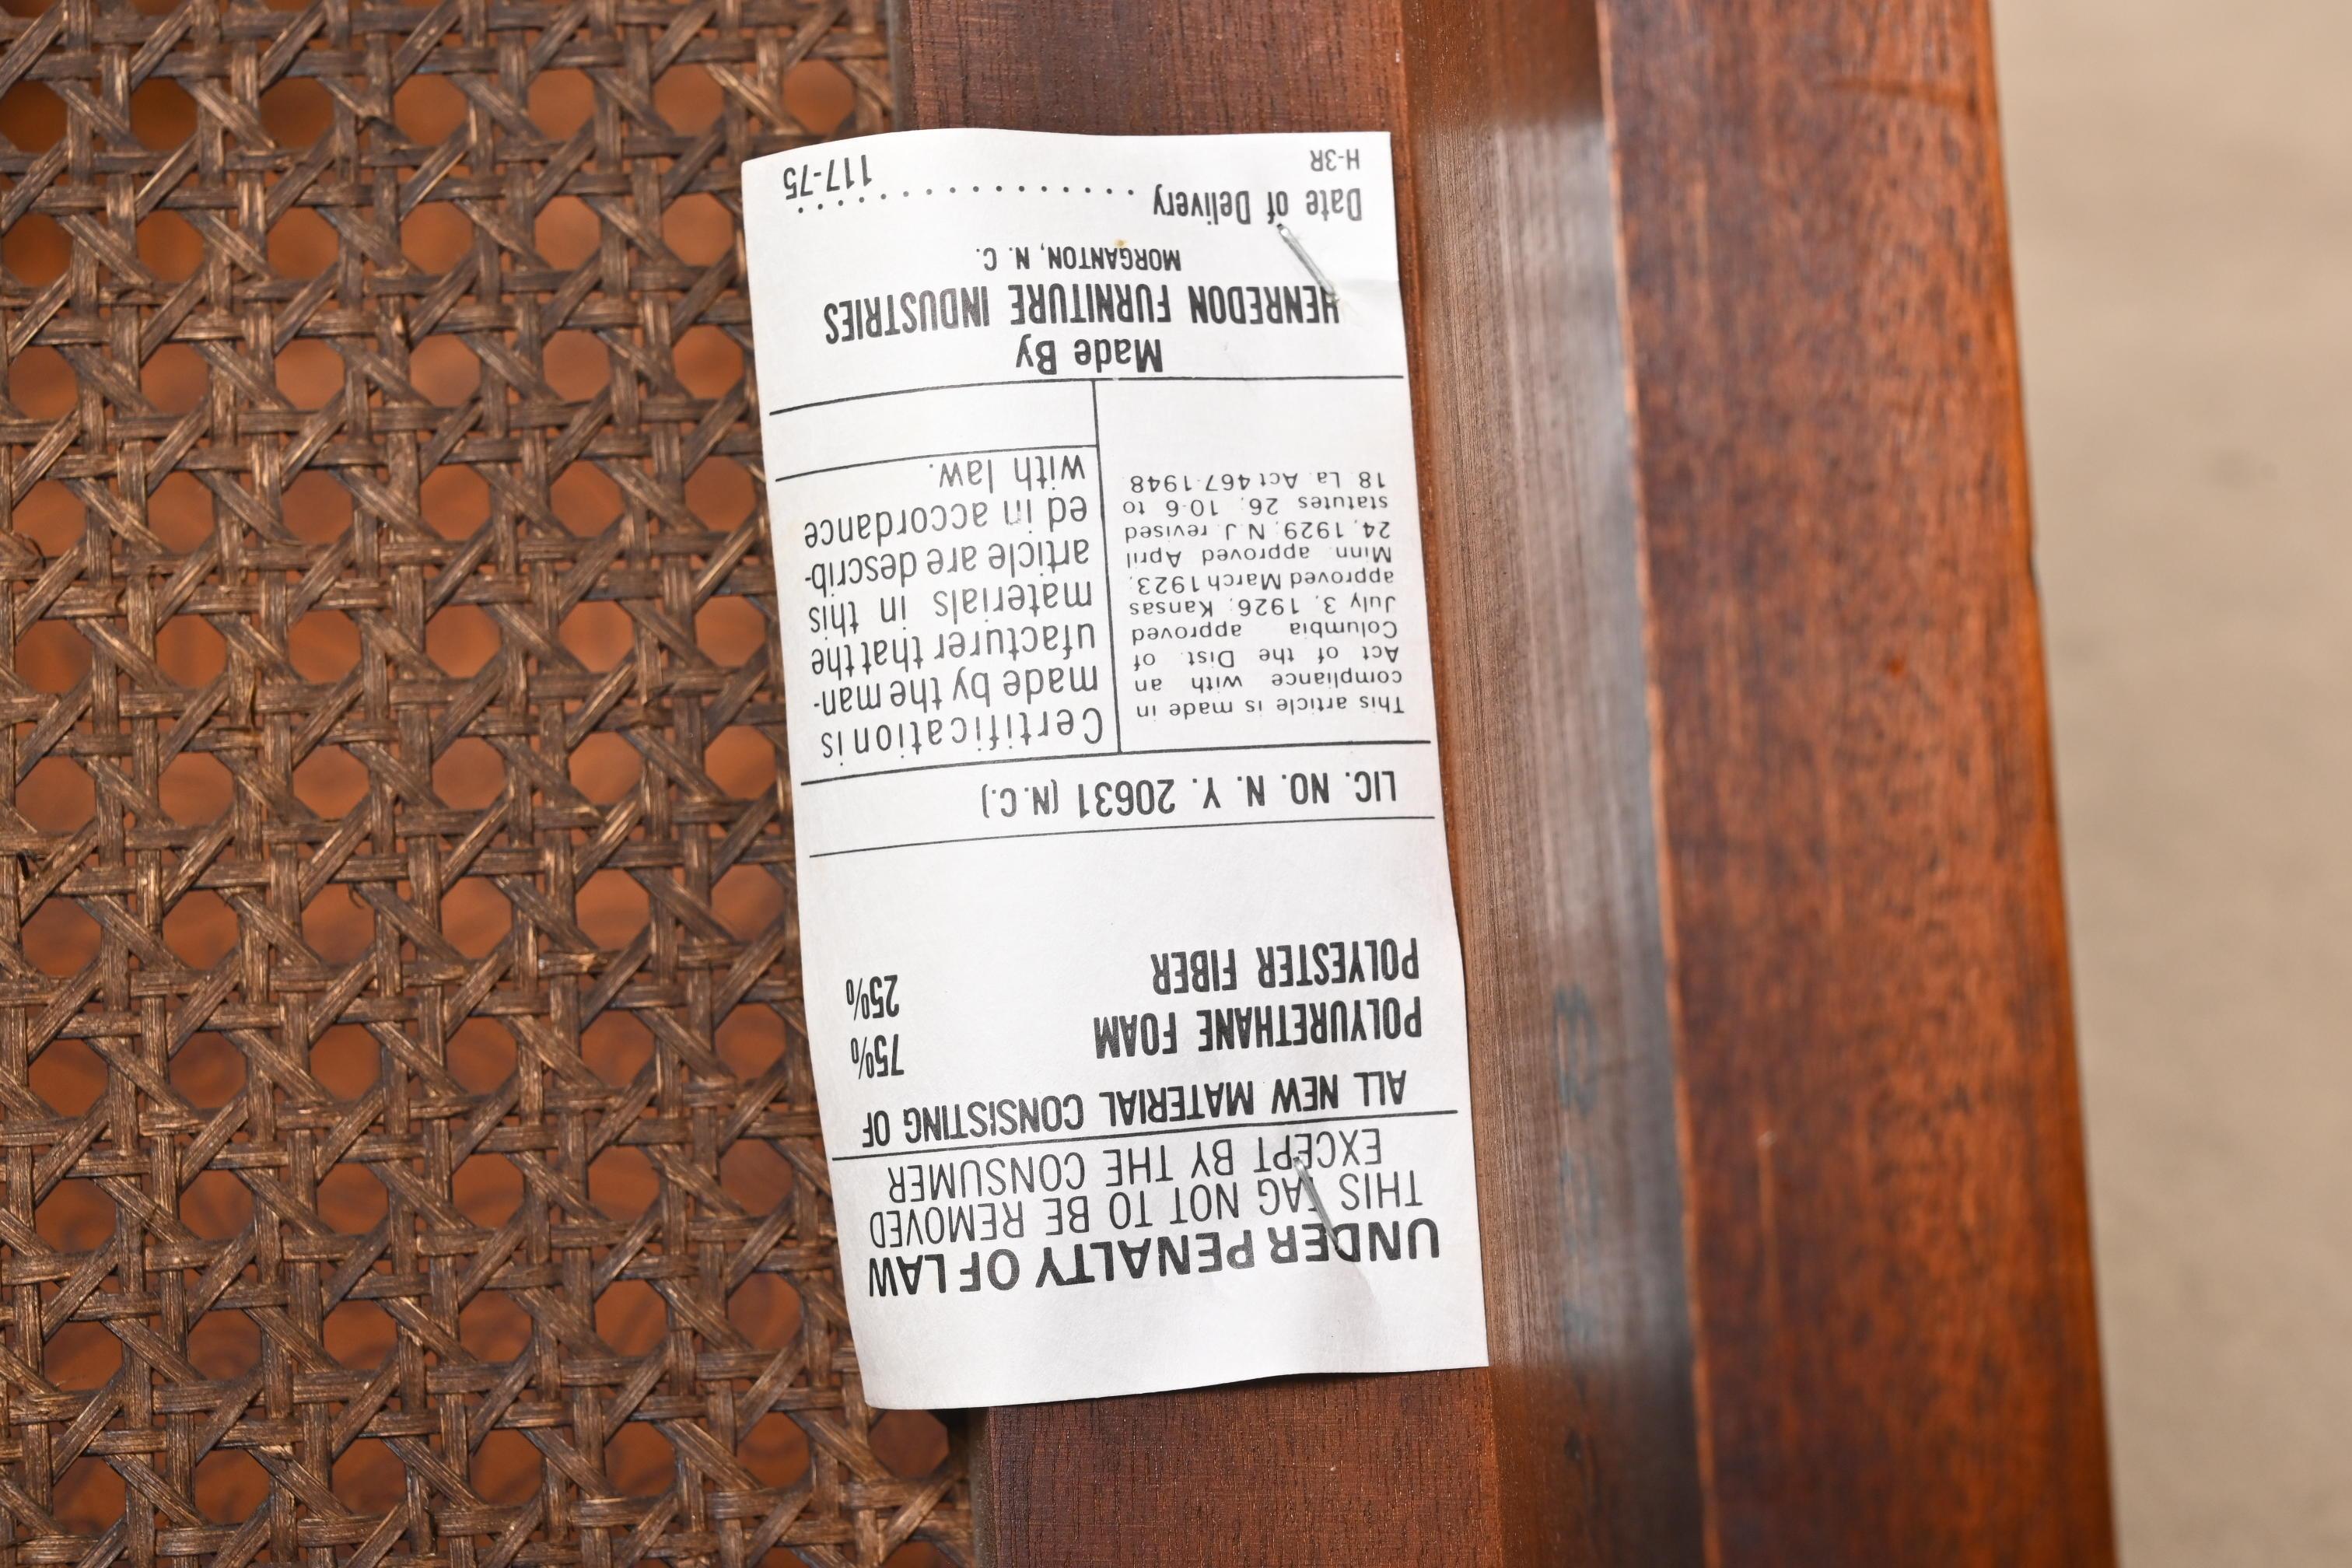 UNDER PENALTY OF LAW
THIS TAG NOT TO BE REMOVED
EXCEPT BY THE CONSUMER
ALL NEW MATERIAL CONSISTING OF
POLYURETHANE FOAM 75%
POLYESTER FIBER 25%
LIC. NO. N. Y. 20631 (N.C.)
This article is made in
compliance with an
Act of the Dist. of
Columbia approved
July 3, 1926; Kansas
approved March 1923;
Minn. approved April
24, 1929; N.J. revised
statutes 26; 10-6 to
18 La. Act 467-1948.
Certification is
made by the man-
ufacturer that the
materials in this
article are describ-
ed in accordance
with law.
Made By
HENREDON FURNITURE INDUSTRIES
MORGANTON, N. C.
Date of Delivery ....................
H-3R 117-75